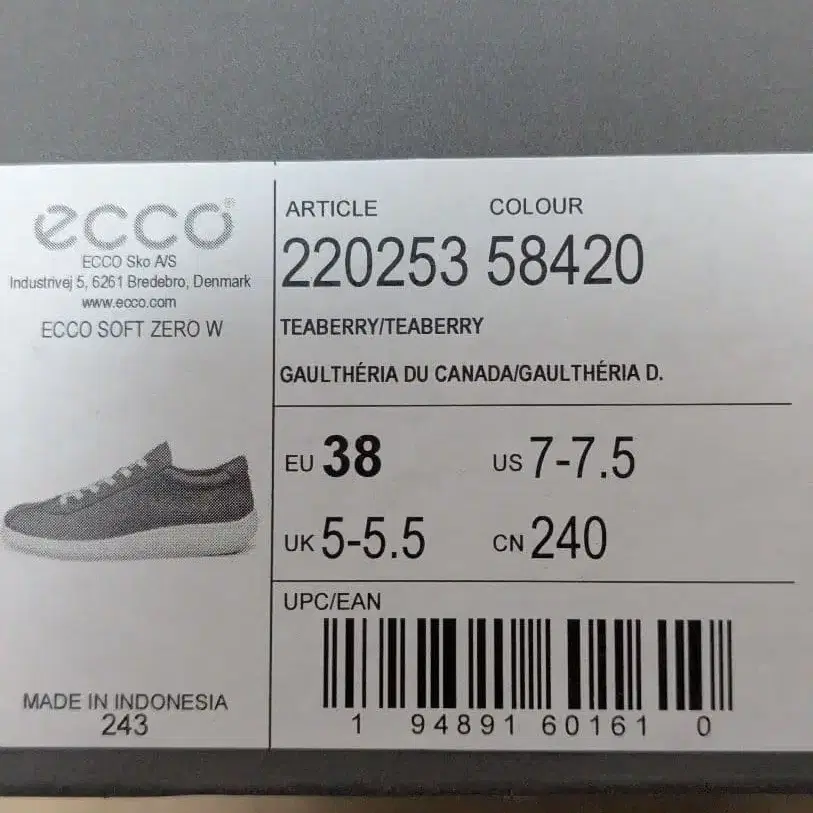 ecco®
ECCO Sko A/S
Industrivej 5, 6261 Bredebro, Denmark
www.ecco.com
ECCO SOFT ZERO W
MADE IN INDONESIA
243
ARTICLE COLOUR
220253 58420
TEABERRY/TEABERRY
GAULTHÉRIA DU CANADA/GAULTHÉRIA D.
EU 38 US 7-7.5
UK 5-5.5 CN 240
UPC/EAN
1 94891 60161 0